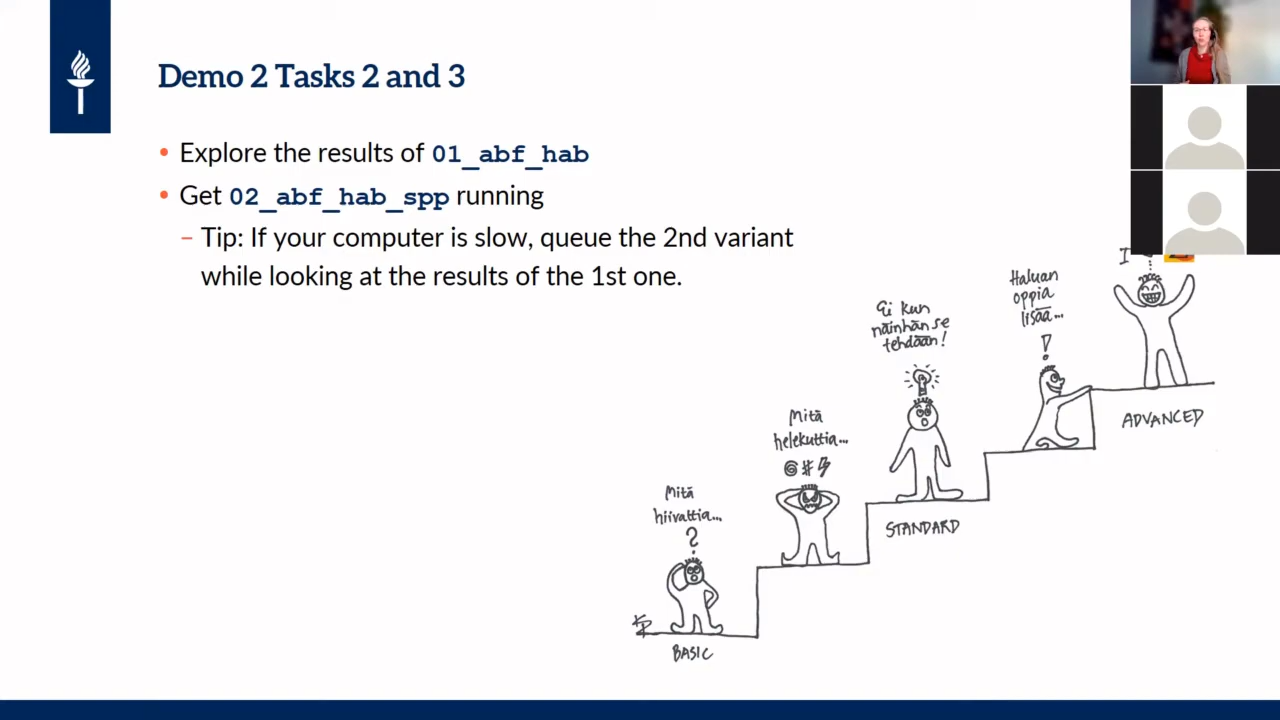 Demo 2 Tasks 2 and 3
• Explore the results of 01_abf_hab
• Get 02_abf_hab_spp running
– Tip: If your computer is slow, queue the 2nd variant
while looking at the results of the 1st one.
Mitä
hiivattia...
?
BASIC
Mitä
helekuttia...
@#
Ei kun
näinhän se
tehdään!
STANDARD
Haluan
oppia
lisää...
!
I
ADVANCED